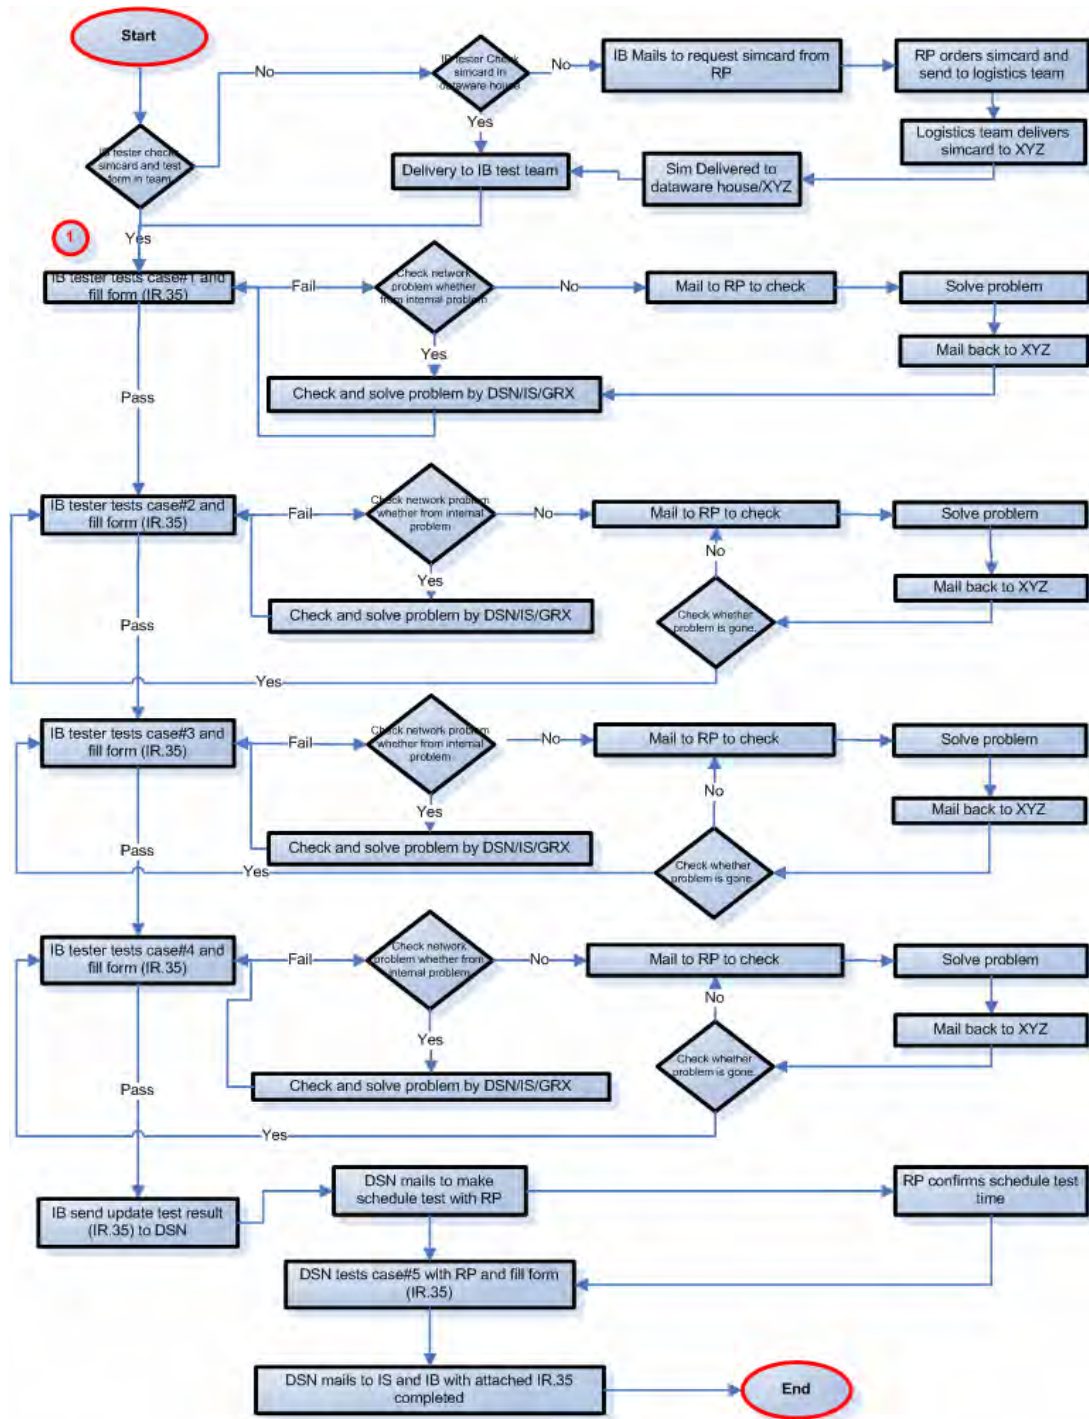 Start
IB tester Check
simcard in
dataware house
No
No
IB Mails to request simcard from
RP
RP orders simcard and
send to logistics team
Yes
IB tester checks
simcard and test
form in team
Delivery to IB test team
Sim Delivered to
dataware house/XYZ
Logistics team delivers
simcard to XYZ
1
Yes
IB tester tests case#1 and
fill form (IR.35)
Fail
Check network
problem whether
from internal problem
No
Mail to RP to check
Solve problem
Yes
Mail back to XYZ
Pass
Check and solve problem by DSN/IS/GRX
IB tester tests case#2 and
fill form (IR.35)
Fail
Check network problem
whether from internal
problem
No
Mail to RP to check
Solve problem
No
Yes
Mail back to XYZ
Check and solve problem by DSN/IS/GRX
Check whether
problem is gone.
Pass
Yes
IB tester tests case#3 and
fill form (IR.35)
Fail
Check network problem
whether from internal
problem
No
Mail to RP to check
Solve problem
No
Yes
Mail back to XYZ
Pass
Check and solve problem by DSN/IS/GRX
Yes
Check whether
problem is gone.
IB tester tests case#4 and
fill form (IR.35)
Fail
Check network
problem whether from
internal problem
No
Mail to RP to check
Solve problem
No
Yes
Mail back to XYZ
Check whether
problem is gone.
Pass
Check and solve problem by DSN/IS/GRX
Yes
IB send update test result
(IR.35) to DSN
DSN mails to make
schedule test with RP
RP confirms schedule test
time
DSN tests case#5 with RP and fill form
(IR.35)
DSN mails to IS and IB with attached IR.35
completed
End